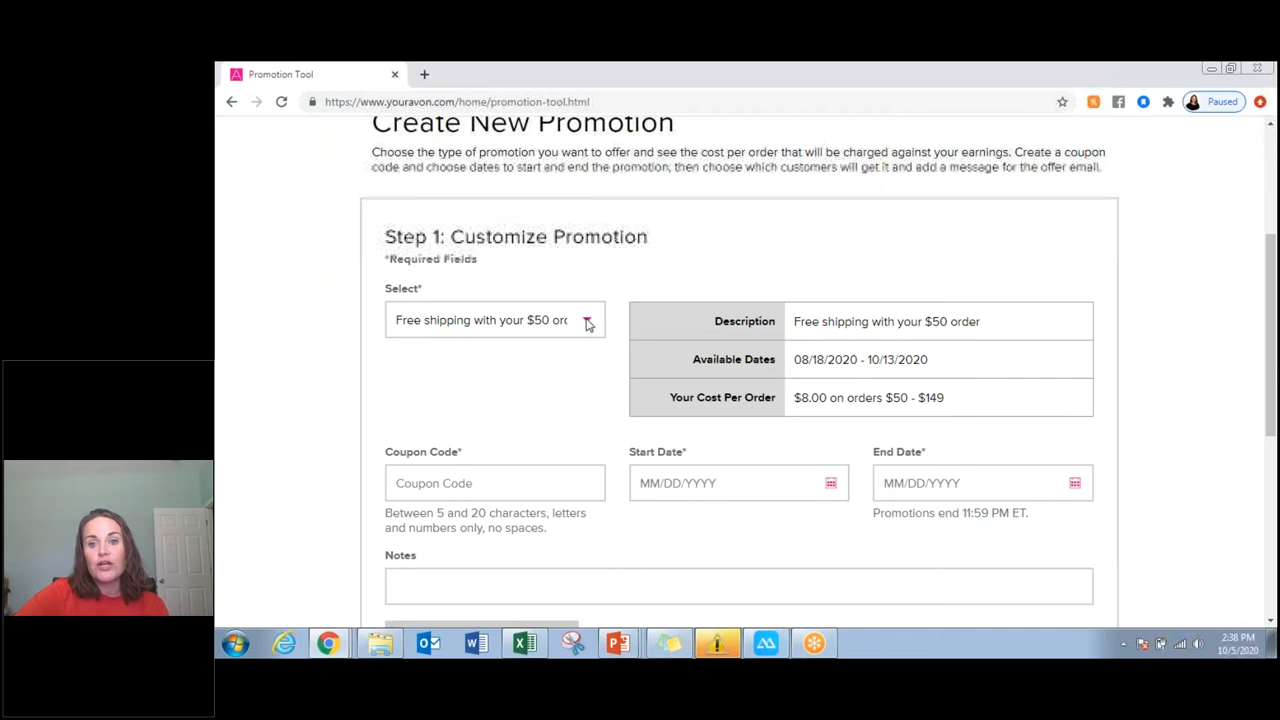 Promotion Tool
https://www.youravon.com/home/promotion-tool.html
Paused
Create New Promotion
Choose the type of promotion you want to offer and see the cost per order that will be charged against your earnings. Create a coupon
code and choose dates to start and end the promotion, then choose which customers will get it and add a message for the offer email.
Step 1: Customize Promotion
*Required Fields
Select*
Free shipping with your $50 orc
Description Free shipping with your $50 order
Available Dates 08/18/2020 - 10/13/2020
Your Cost Per Order $8.00 on orders $50 - $149
Coupon Code* Start Date* End Date*
Coupon Code MM/DD/YYYY MM/DD/YYYY
Between 5 and 20 characters, letters Promotions end 11:59 PM ET.
and numbers only, no spaces.
Notes
2:38 PM
10/5/2020